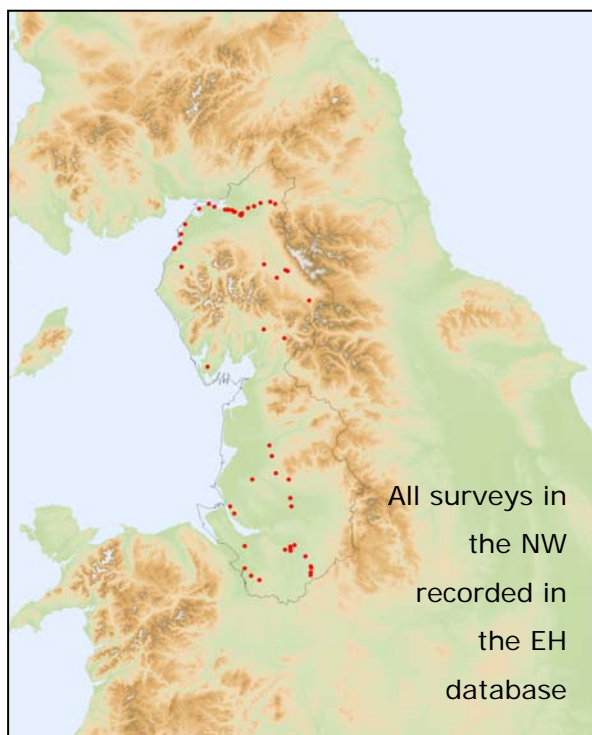 All surveys in
the NW
recorded in
the EH
database